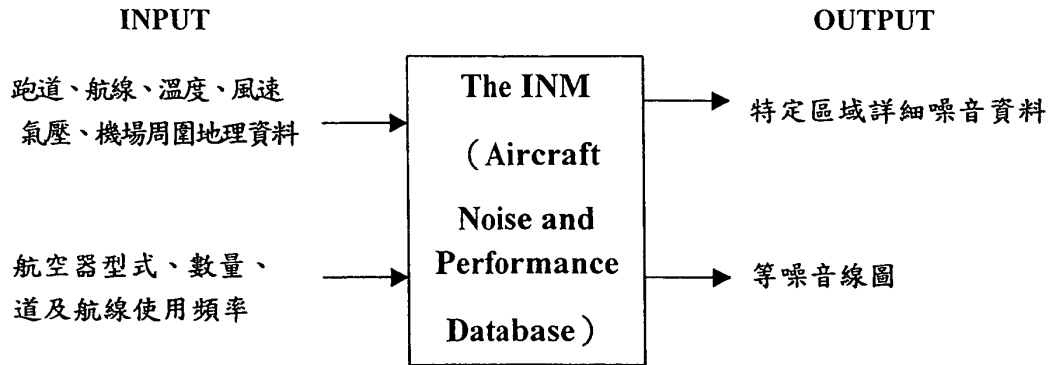 INPUT
OUTPUT
跑道、航線、溫度、風速
氣壓、機場周圍地理資料
航空器型式、數量、
道及航線使用頻率
The INM
（Aircraft
Noise and
Performance
Database）
特定區域詳細噪音資料
等噪音線圖